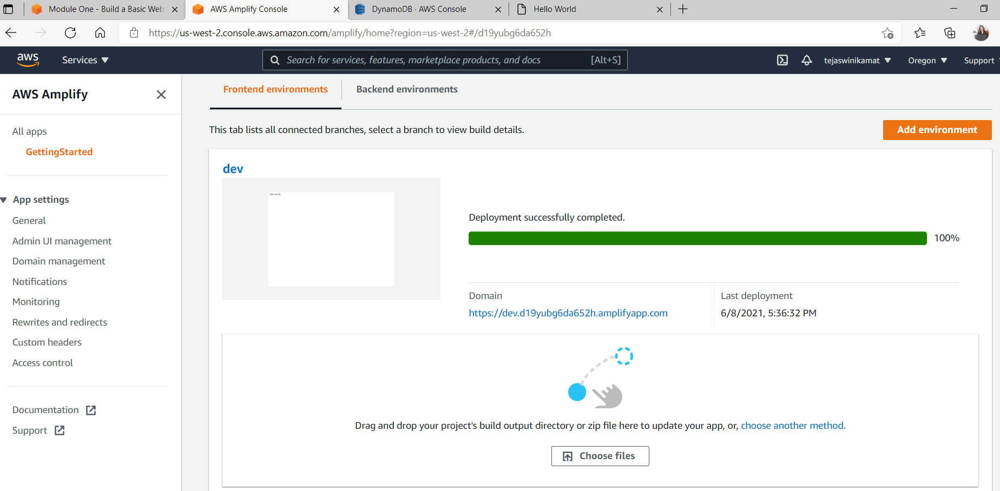 Module One - Build a Basic Web
AWS Amplify Console
DynamoDB · AWS Console
Hello World
https://us-west-2.console.aws.amazon.com/amplify/home?region=us-west-2#/d19yubg6da652h
aws
Services
Search for services, features, marketplace products, and docs
[Alt+S]
tejaswinikamat
Oregon
Support
AWS Amplify
All apps
GettingStarted
App settings
General
Admin UI management
Domain management
Notifications
Monitoring
Rewrites and redirects
Custom headers
Access control
Documentation
Support
Frontend environments
Backend environments
This tab lists all connected branches, select a branch to view build details.
Add environment
dev
Hello World
Deployment successfully completed.
100%
Domain
https://dev.d19yubg6da652h.amplifyapp.com
Last deployment
6/8/2021, 5:36:32 PM
Drag and drop your project's build output directory or zip file here to update your app, or, choose another method.
Choose files